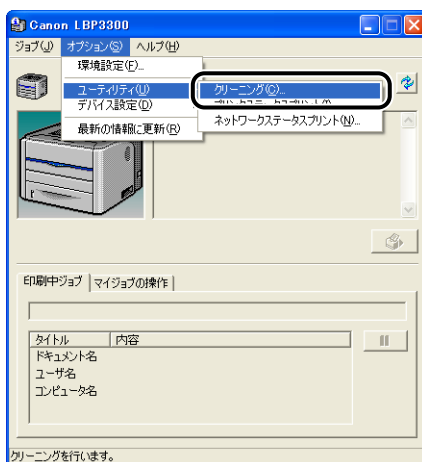 Canon LBP3300
ジョブ(J) オプション(S) ヘルプ(H)
環境設定(F)...
ユーティリティ(U)
クリーニング(C)...
デバイス設定(D)
最新の情報に更新(R)
ネットワークステータスプリント(N)...
印刷中ジョブ マイジョブの操作
タイトル 内容
ドキュメント名
ユーザ名
コンピュータ名
クリーニングを行います。